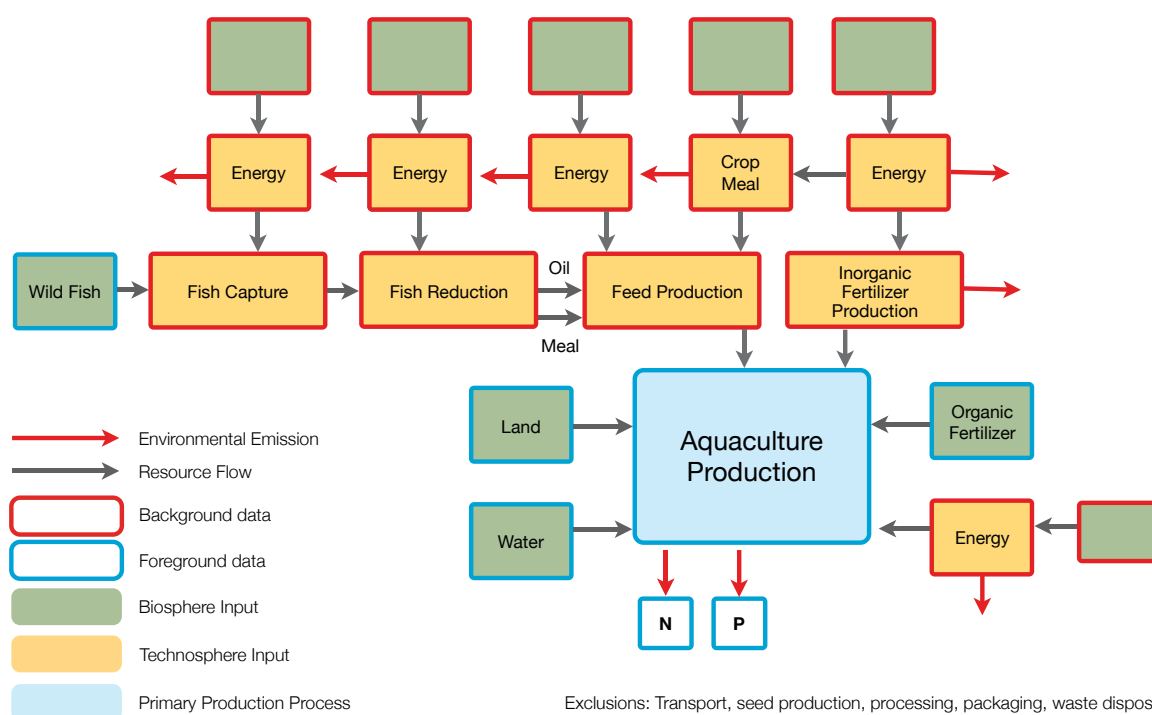 Energy
Energy
Energy
Crop
Meal
Energy
Wild Fish
Fish Capture
Fish Reduction
Oil
Meal
Feed Production
Inorganic
Fertilizer
Production
Land
Aquaculture
Production
Organic
Fertilizer
Water
Energy
N
P
Environmental Emission
Resource Flow
Background data
Foreground data
Biosphere Input
Technosphere Input
Primary Production Process
Exclusions: Transport, seed production, processing, packaging, waste dispos